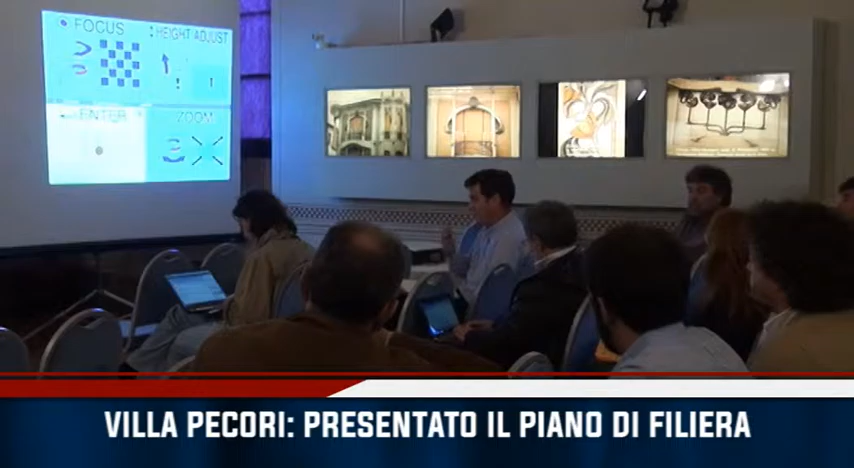 FOCUS
HEIGHT ADJUST
ENTER
ZOOM
VILLA PECORI: PRESENTATO IL PIANO DI FILIERA